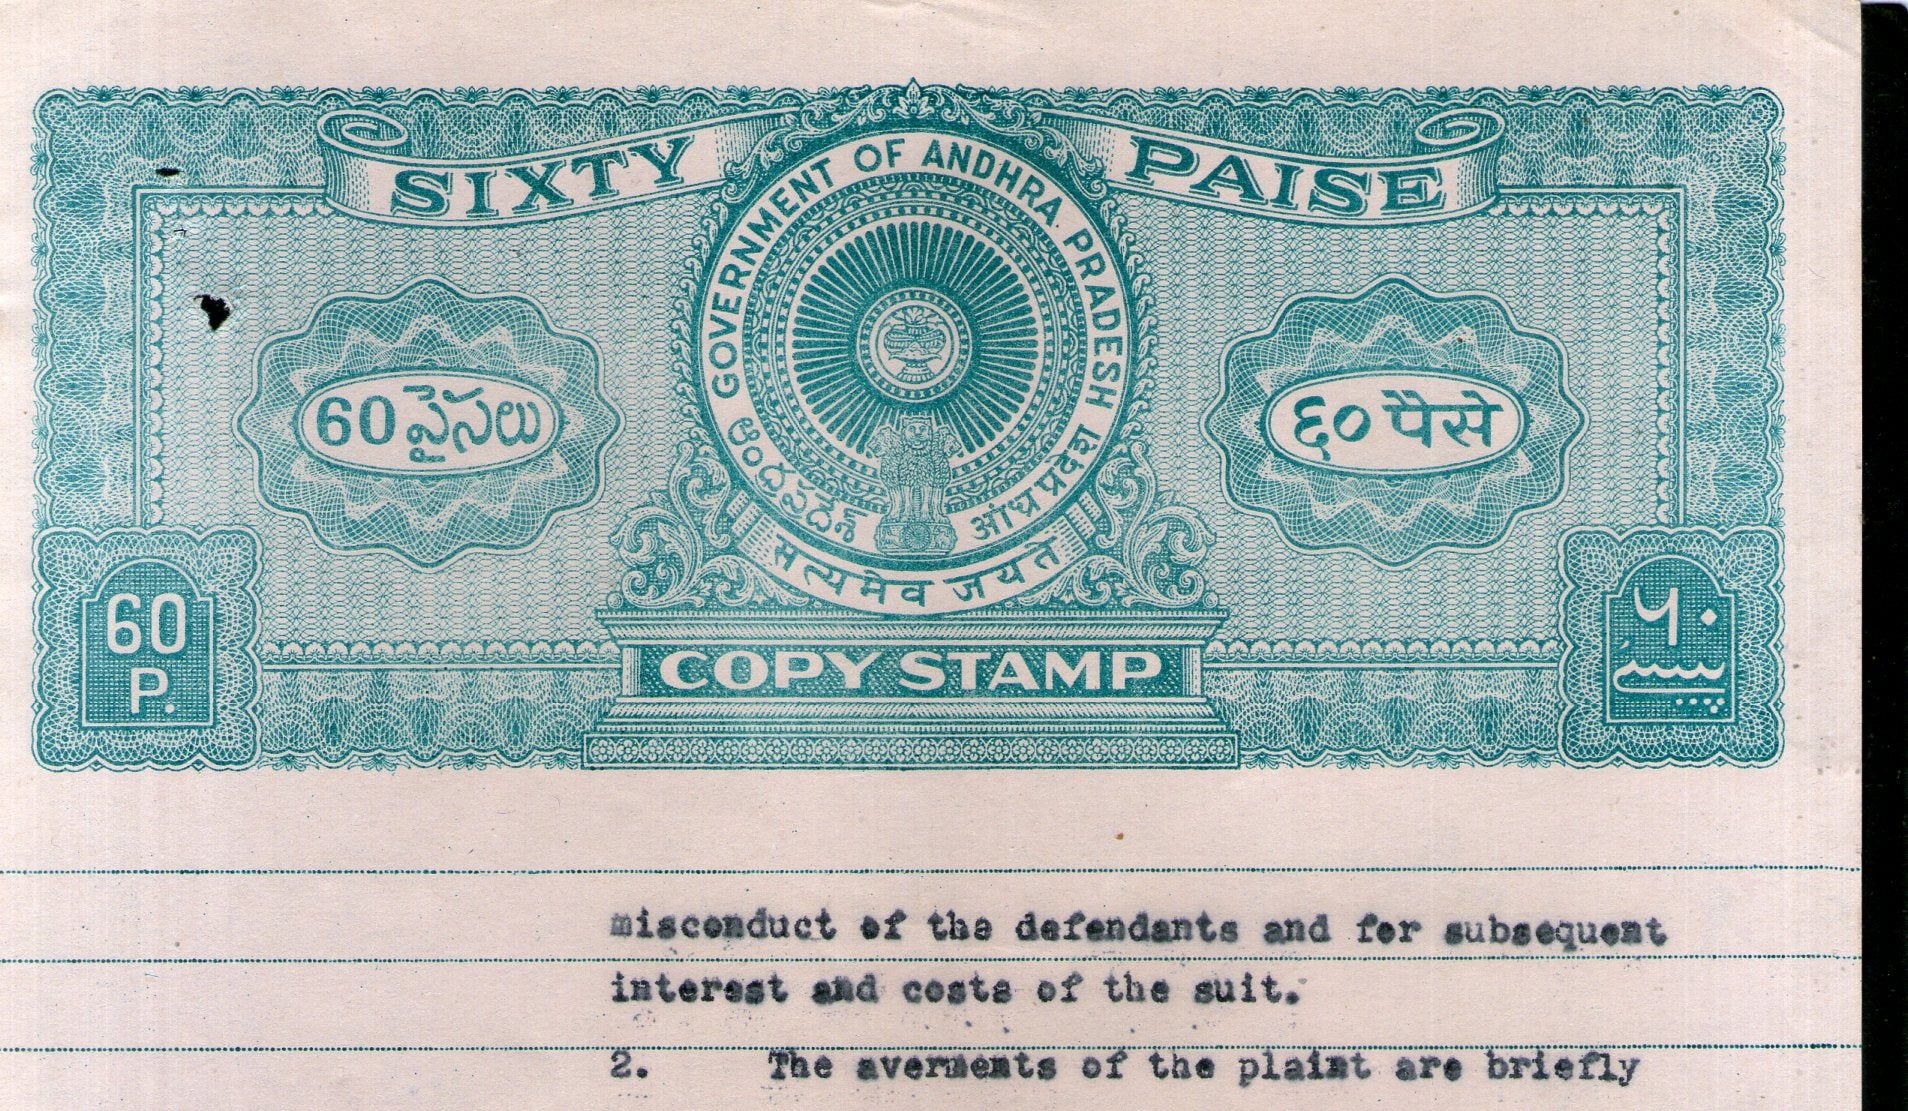 SIXTY PAISE
GOVERNMENT OF ANDHRA PRADESH
60 పైసలు
६० पैसे
ఆంధ్రప్రదేశ్
आंध्र प्रदेश
सत्यमेव जयते
60
P.
۶۰
پیسے
COPY STAMP
misconduct of the defendants and for subsequent
interest and costs of the suit.
2. The averments of the plaint are briefly